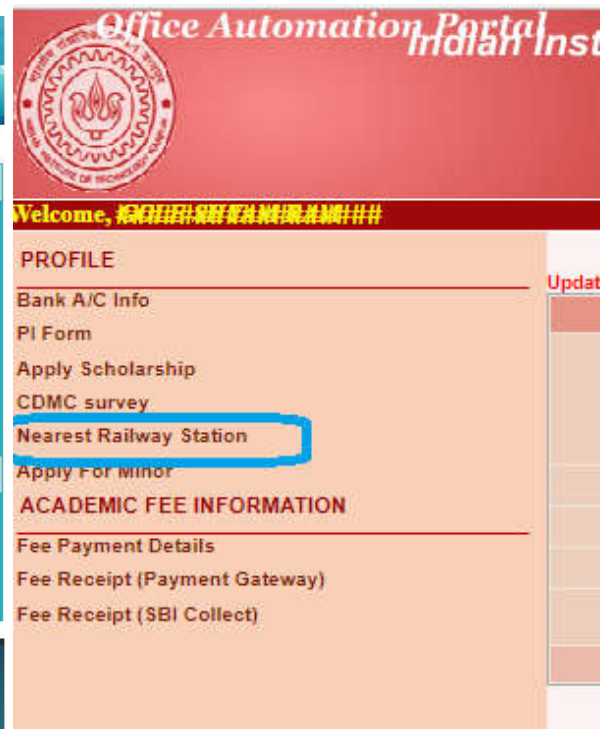 Office Automation Portal
Indian Inst
Welcome, ###
PROFILE
Updat
Bank A/C Info
PI Form
Apply Scholarship
CDMC survey
Nearest Railway Station
Apply For Minor
ACADEMIC FEE INFORMATION
Fee Payment Details
Fee Receipt (Payment Gateway)
Fee Receipt (SBI Collect)